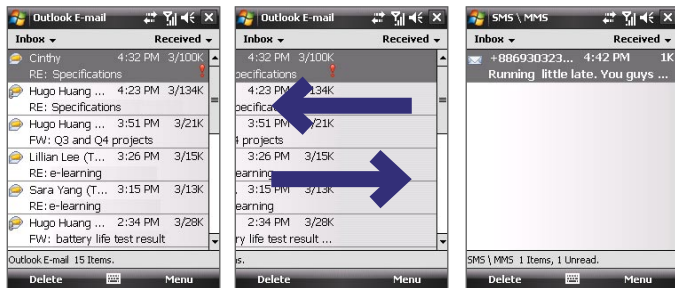 Outlook E-mail
Inbox Received
Cinthy 4:32 PM 3/100K
RE: Specifications
Hugo Huang ... 4:23 PM 3/134K
RE: Specifications
Hugo Huang ... 3:51 PM 3/21K
FW: Q3 and Q4 projects
Lillian Lee (T... 3:26 PM 3/15K
RE: e-learning
Sara Yang (T... 3:15 PM 3/13K
RE: e-learning
Hugo Huang ... 2:34 PM 3/28K
FW: battery life test result
Outlook E-mail 15 Items.
Delete Menu
Outlook E-mail
Inbox Received
4:32 PM 3/100K
pecifications
4:23 PM 134K
pecific
3:51 PM /21K
4 projects
3:26 PM 3/15K
earning
. 3:15 PM 3/13K
earning
2:34 PM 3/28K
ry life test result ...
s.
Delete Menu
SMS \ MMS
Inbox Received
+886930323... 4:42 PM 1K
Running little late. You guys ...
SMS \ MMS 1 Items, 1 Unread.
Delete Menu